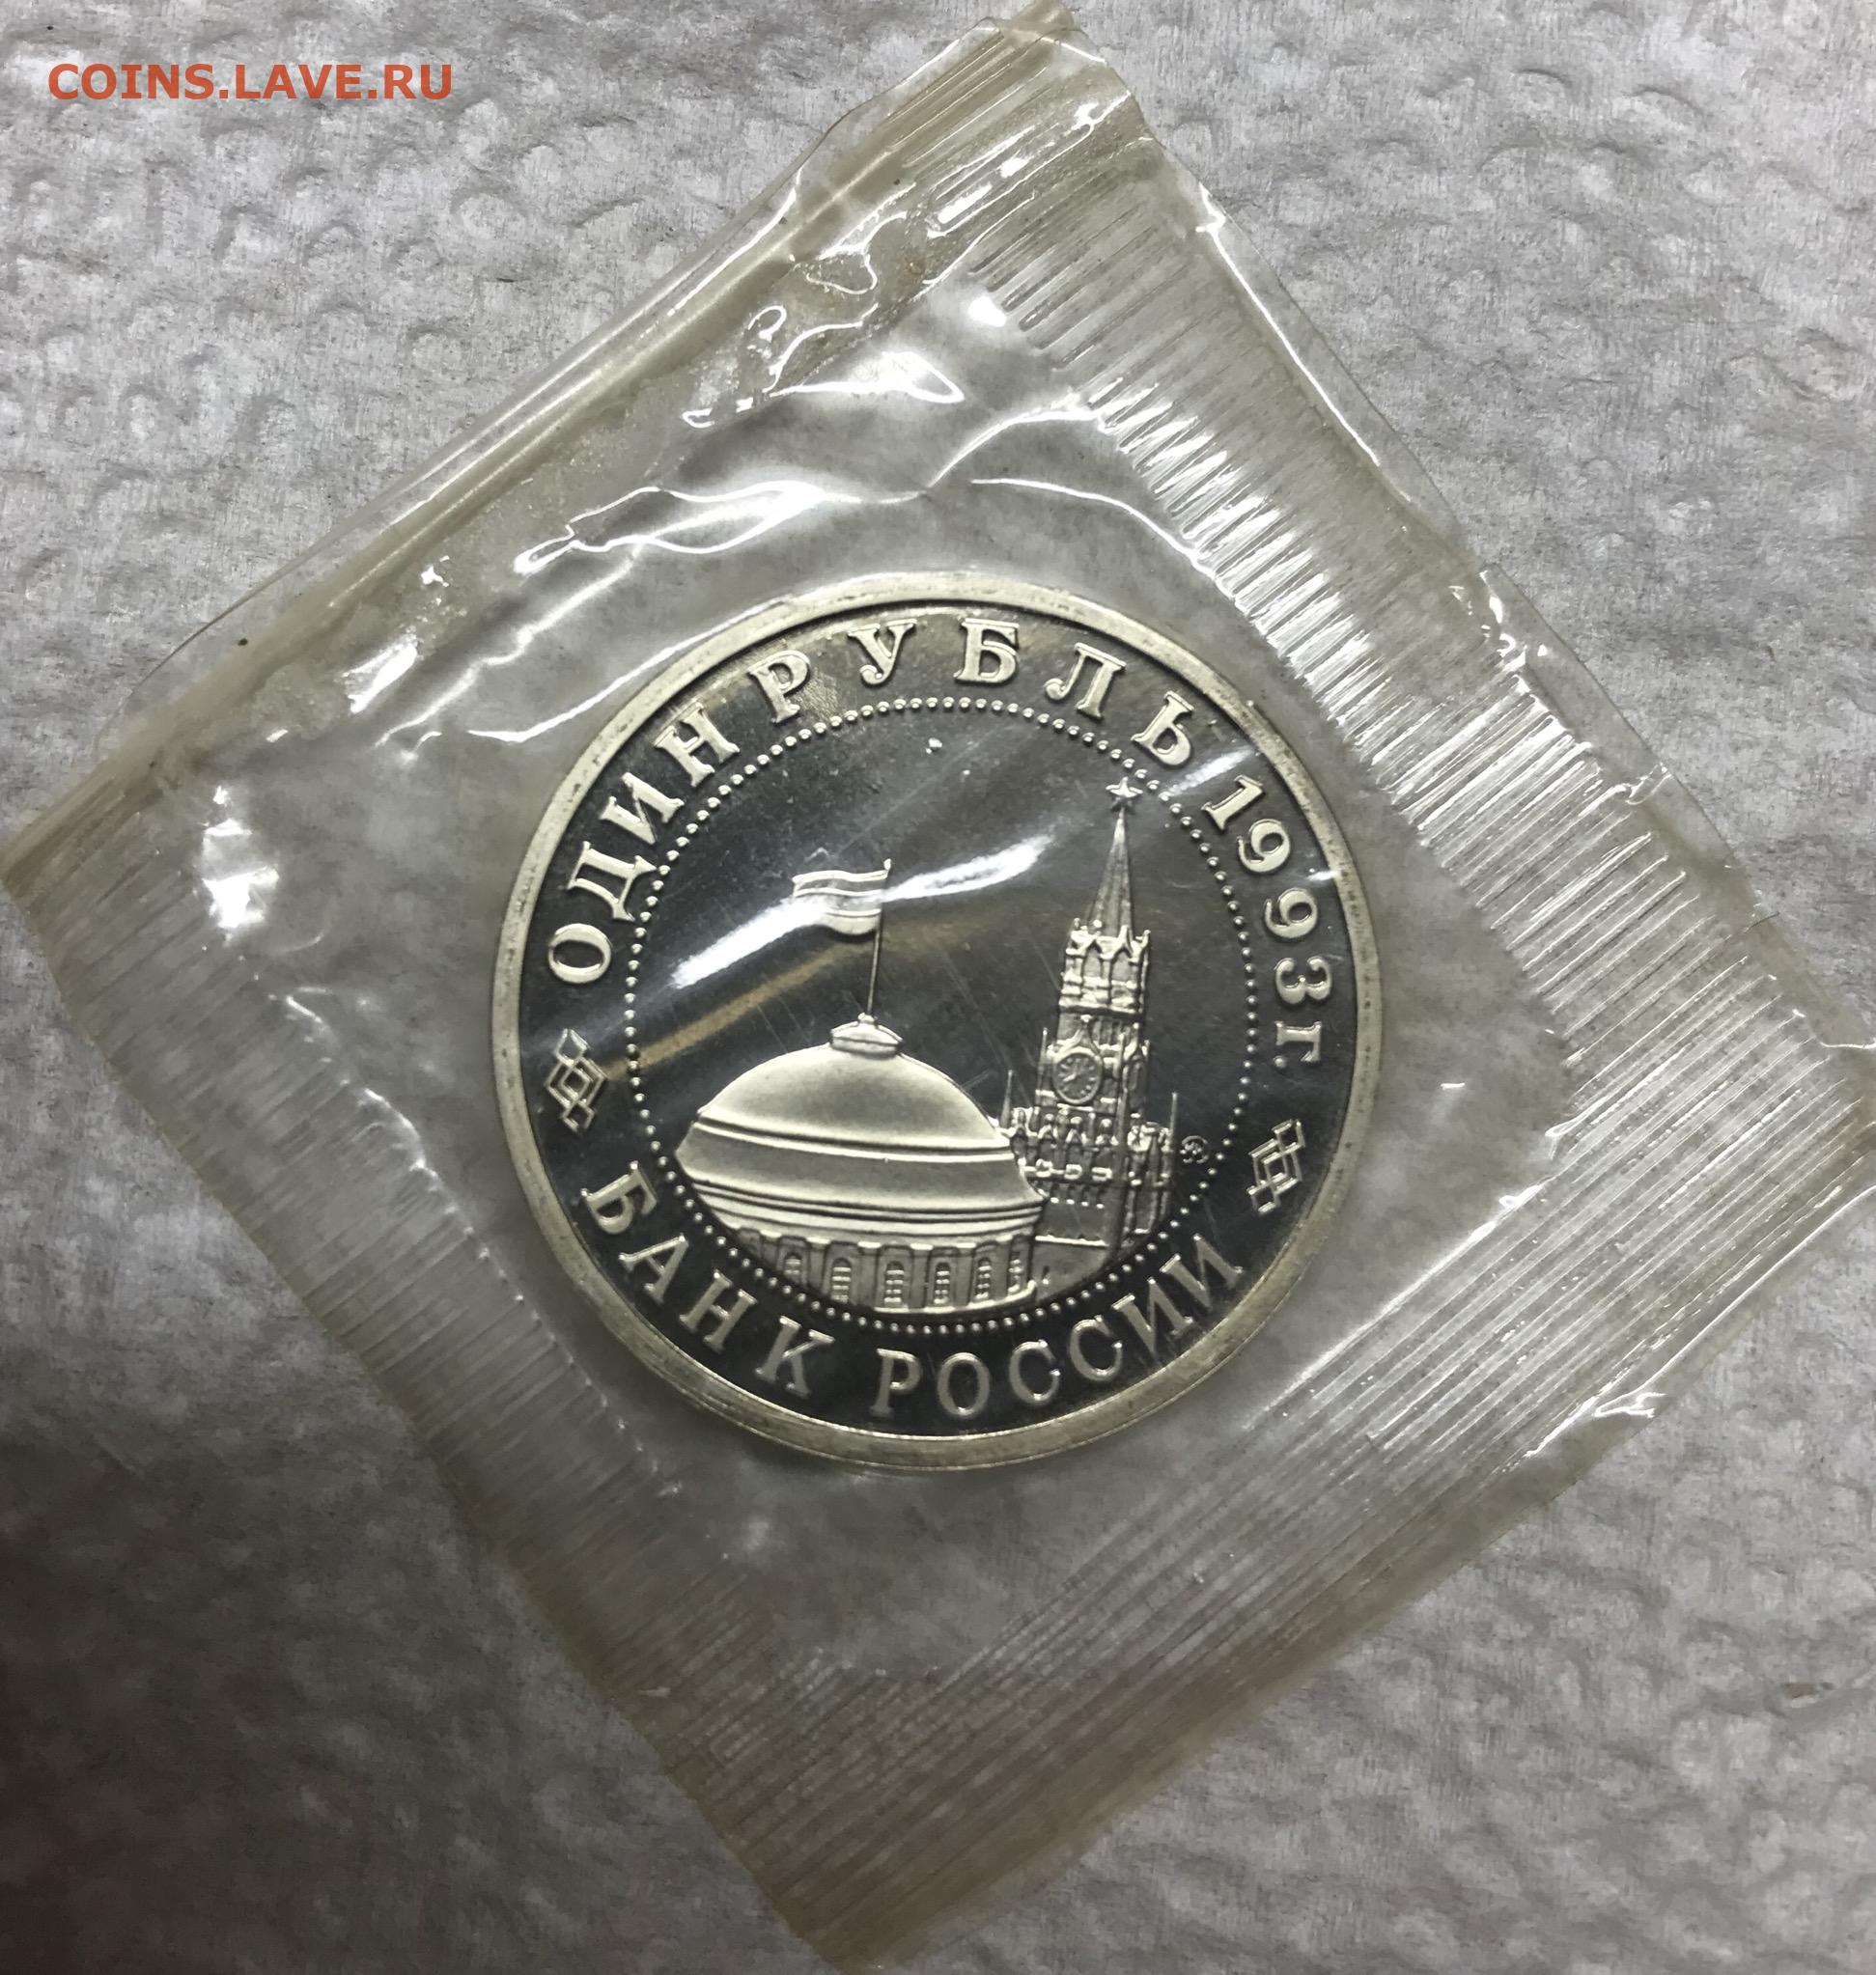 COINS.LAVE.RU
ОДИН РУБЛЬ 1993г.
БАНК РОССИИ